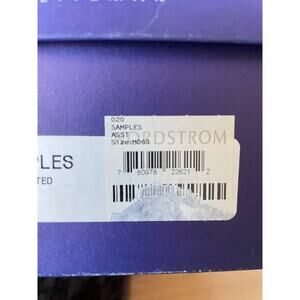 020
SAMPLES
ASST
Size:M060
NORDSTROM
7 80978 22621 2
PLES
TED